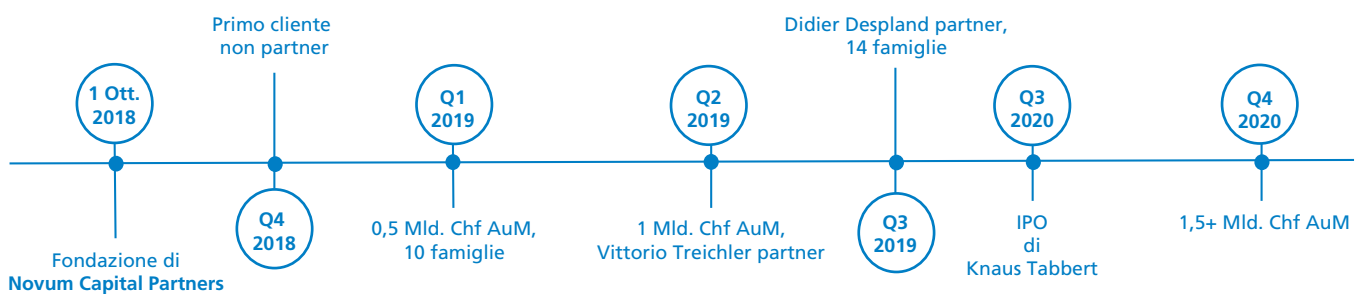 1 Ott.
2018
Fondazione di
Novum Capital Partners
Primo cliente
non partner
Q4
2018
Q1
2019
0,5 Mld. Chf AuM,
10 famiglie
Q2
2019
1 Mld. Chf AuM,
Vittorio Treichler partner
Didier Despland partner,
14 famiglie
Q3
2019
Q3
2020
IPO
di
Knaus Tabbert
Q4
2020
1,5+ Mld. Chf AuM